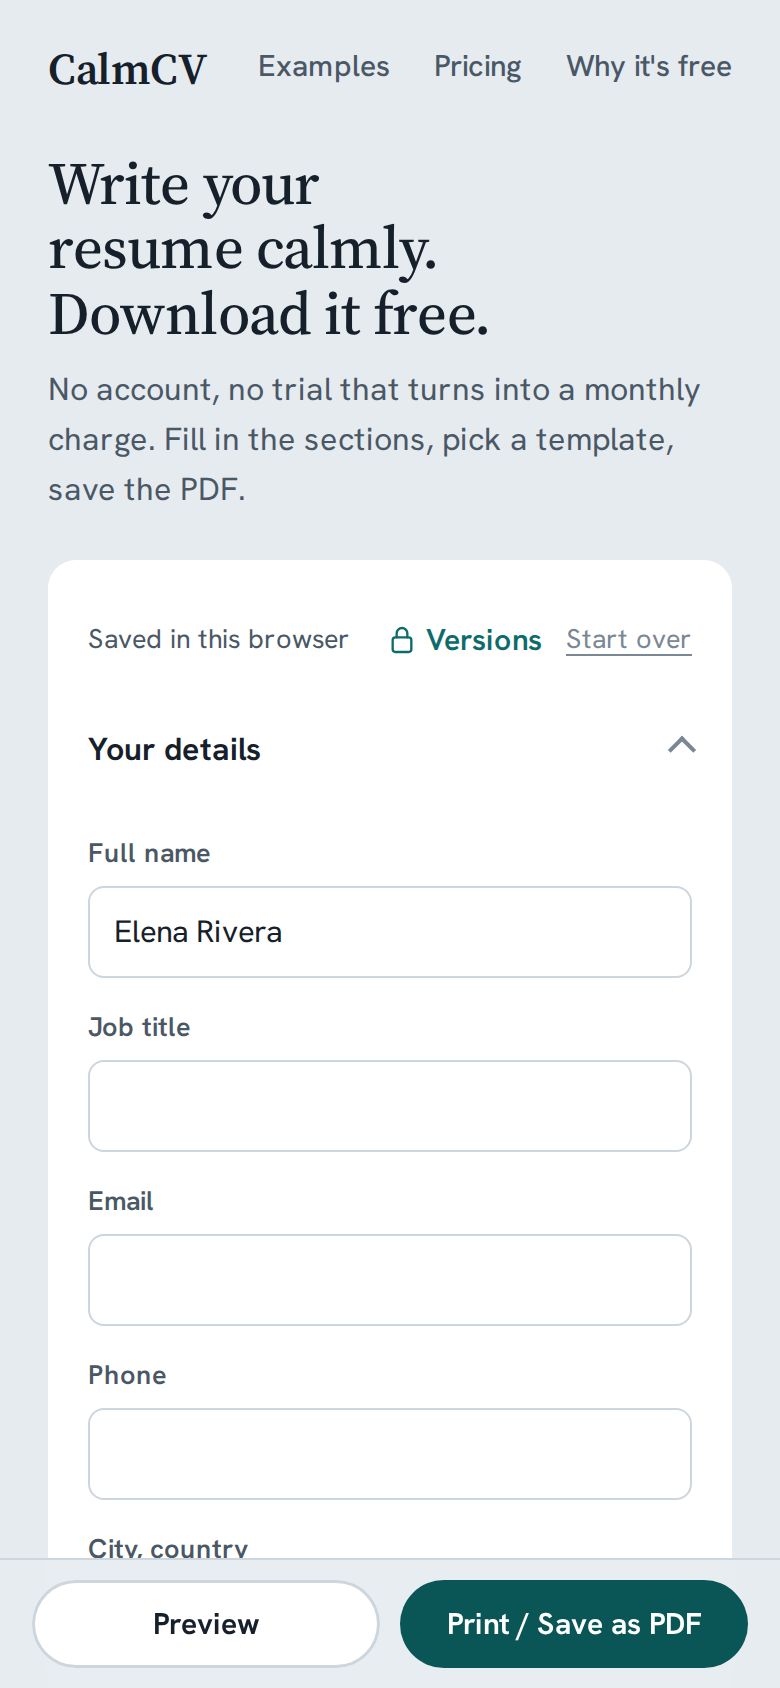 CalmCV Examples Pricing Why it's free
Write your
resume calmly.
Download it free.
No account, no trial that turns into a monthly
charge. Fill in the sections, pick a template,
save the PDF.
Saved in this browser Versions Start over
Your details
Full name
Elena Rivera
Job title
Email
Phone
City, country
Preview Print / Save as PDF